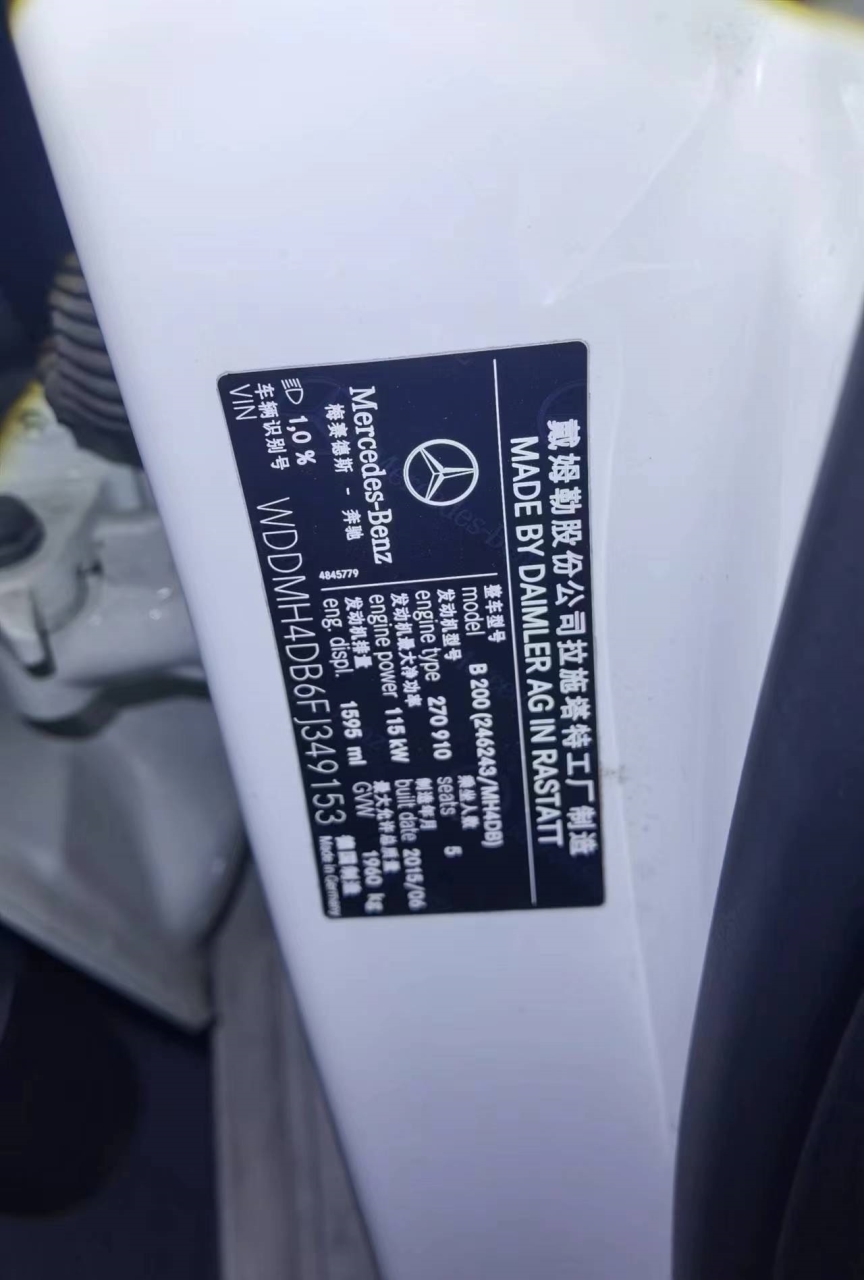 戴姆勒股份公司拉施塔特工厂 制造
MADE BY DAIMLER AG IN RASTATT
Mercedes-Benz
梅赛德斯 - 奔驰
1,0 %
4845779
整车型号
model B 200 (246243/MH4DB)
发动机型号 乘坐人数
engine type 270 910 seats 5
发动机最大净功率 制造年月
engine power 115 kW built date 2015/06
发动机排量 最大允许总质量
eng. displ. 1595 ml GVW 1960 kg
车辆识别号
VIN WDDMH4DB6FJ349153
德国制造
Made in Germany